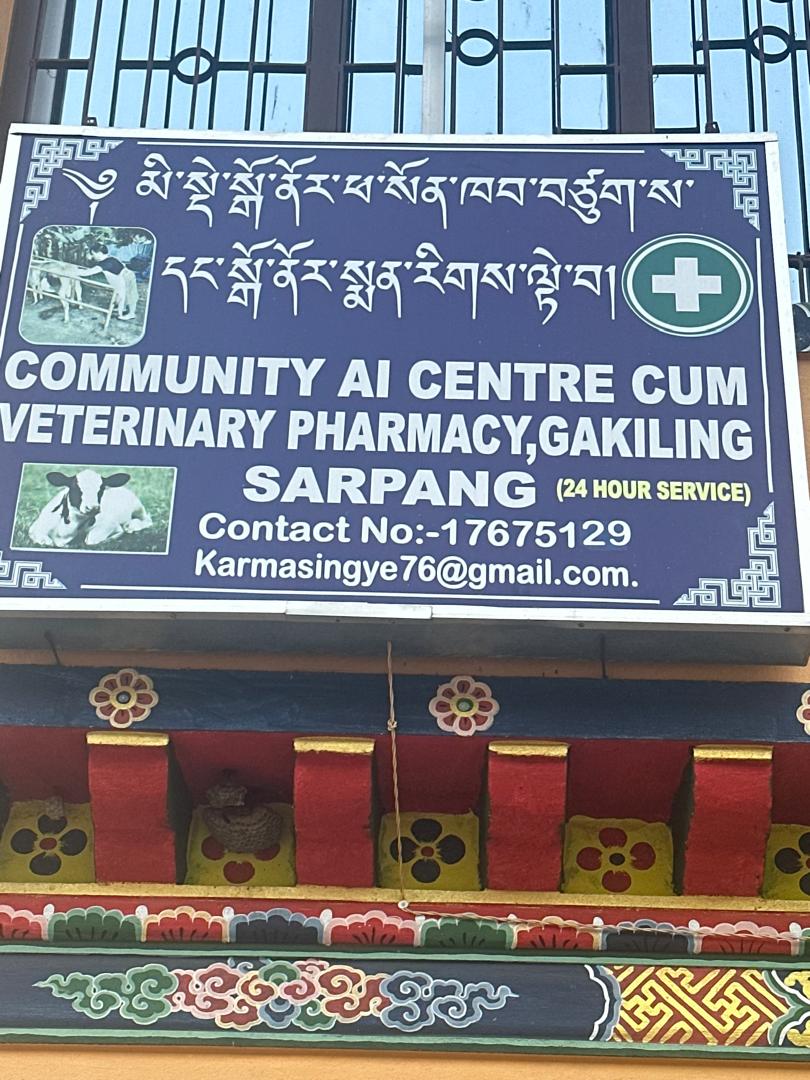 ༄ མི་སྡེ་སྒོ་ནོར་ཕ་སོན་ཁབ་བཙུག་ས་
དང་སྒོ་ནོར་སྨན་རིགས་ལྟེ་བ།
COMMUNITY AI CENTRE CUM
VETERINARY PHARMACY,GAKILING
SARPANG (24 HOUR SERVICE)
Contact No:-17675129
Karmasingye76@gmail.com.